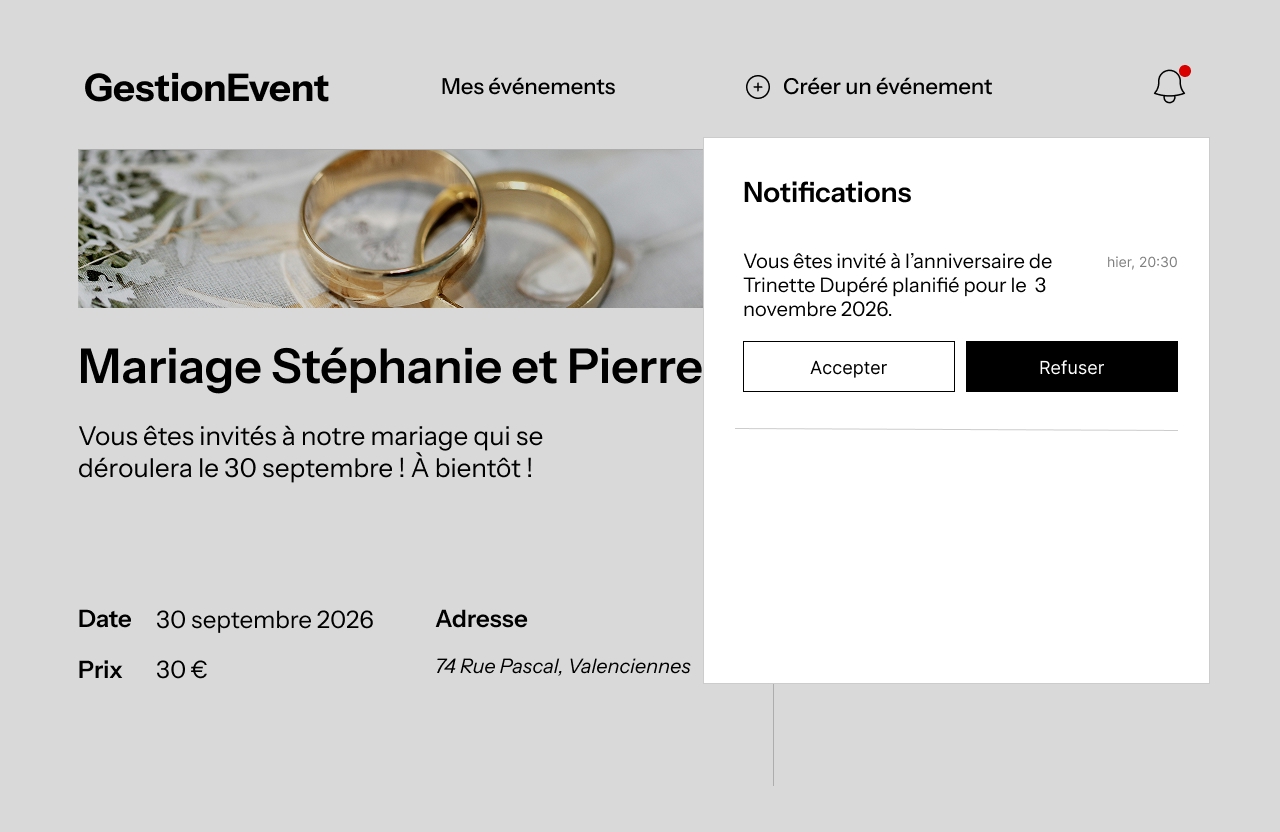 GestionEvent
Mes événements
Créer un événement
Notifications
Vous êtes invité à l’anniversaire de
Trinette Dupéré planifié pour le  3
novembre 2026.
hier, 20:30
Accepter
Refuser
Mariage Stéphanie et Pierre
Vous êtes invités à notre mariage qui se
déroulera le 30 septembre ! À bientôt !
Date
30 septembre 2026
Prix
30 €
Adresse
74 Rue Pascal, Valenciennes